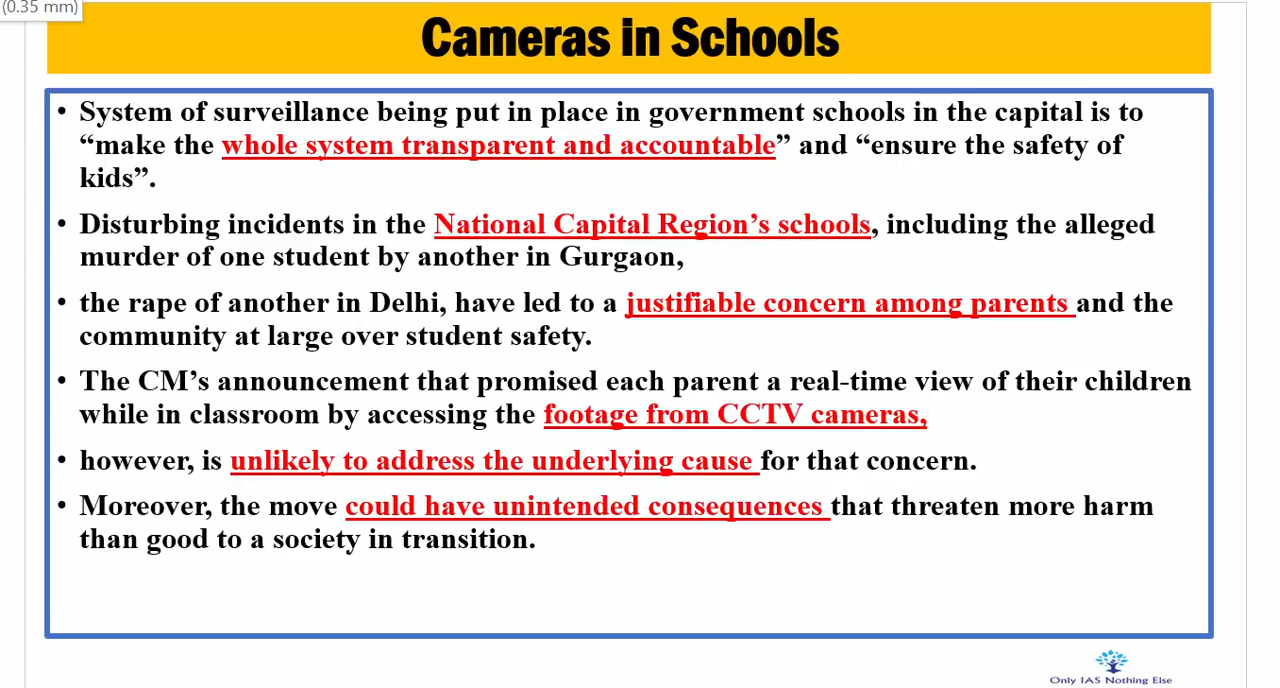 (0.35 mm)
Cameras in Schools
• System of surveillance being put in place in government schools in the capital is to
“make the whole system transparent and accountable” and “ensure the safety of
kids”.
• Disturbing incidents in the National Capital Region’s schools, including the alleged
murder of one student by another in Gurgaon,
• the rape of another in Delhi, have led to a justifiable concern among parents and the
community at large over student safety.
• The CM’s announcement that promised each parent a real-time view of their children
while in classroom by accessing the footage from CCTV cameras,
• however, is unlikely to address the underlying cause for that concern.
• Moreover, the move could have unintended consequences that threaten more harm
than good to a society in transition.
Only IAS Nothing Else